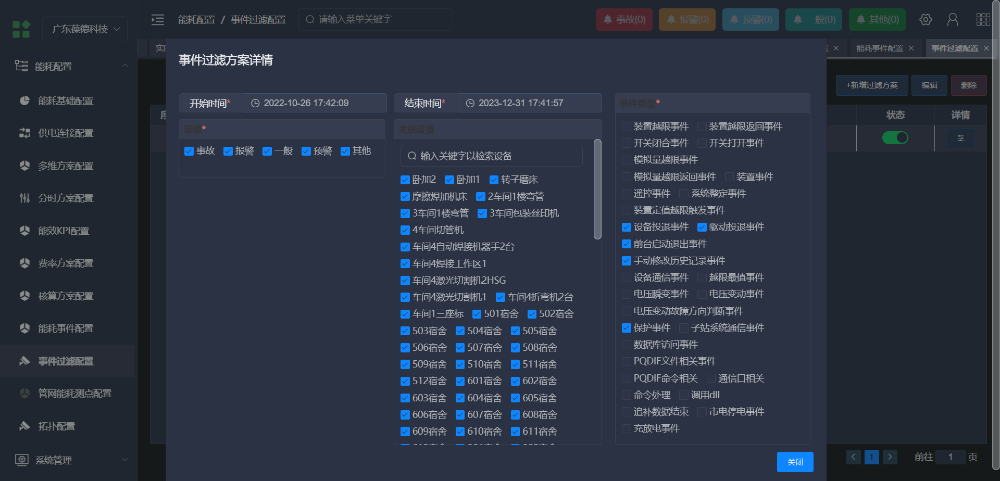 广东葆德科技
能耗配置 / 事件过滤配置
请输入菜单关键字
事故(0) 报警(0) 预警(0) 一般(0) 其他(0)
能耗事件配置
事件过滤配置
能耗配置
能耗基础配置
供电连接配置
多维方案配置
分时方案配置
能效KPI配置
费率方案配置
核算方案配置
能耗事件配置
事件过滤配置
管网能耗测点配置
拓扑配置
系统管理
事件过滤方案详情
开始时间* 2022-10-26 17:42:09
结束时间* 2023-12-31 17:41:57
等级*
事故 报警 一般 预警 其他
关联设备
输入关键字以检索设备
卧加2 卧加1 转子磨床
摩擦焊加机床 2车间1楼弯管
3车间1楼弯管 3车间包装丝印机
4车间切管机
车间4自动焊接机器手2台
车间4焊接工作区1
车间4激光切割机2HSG
车间4激光切割机1 车间4折弯机2台
车间1三座标 501宿舍 502宿舍
503宿舍 504宿舍 505宿舍
506宿舍 507宿舍 508宿舍
509宿舍 510宿舍 511宿舍
512宿舍 601宿舍 602宿舍
603宿舍 604宿舍 605宿舍
606宿舍 607宿舍 608宿舍
609宿舍 610宿舍 611宿舍
事件类型*
装置越限事件 装置越限返回事件
开关闭合事件 开关打开事件
模拟量越限事件
模拟量越限返回事件 装置事件
遥控事件 系统整定事件
装置定值越限触发事件
设备投退事件 驱动投退事件
前台启动退出事件
手动修改历史记录事件
设备通信事件 越限最值事件
电压瞬变事件 电压变动事件
电压变动故障方向判断事件
保护事件 子站系统通信事件
数据库访问事件
PQDIF文件相关事件
PQDIF命令相关 通信口相关
命令处理 调用dll
追补数据结束 市电停电事件
充放电事件
关闭
+新增过滤方案 编辑 删除
状态 详情
1
前往 1 页